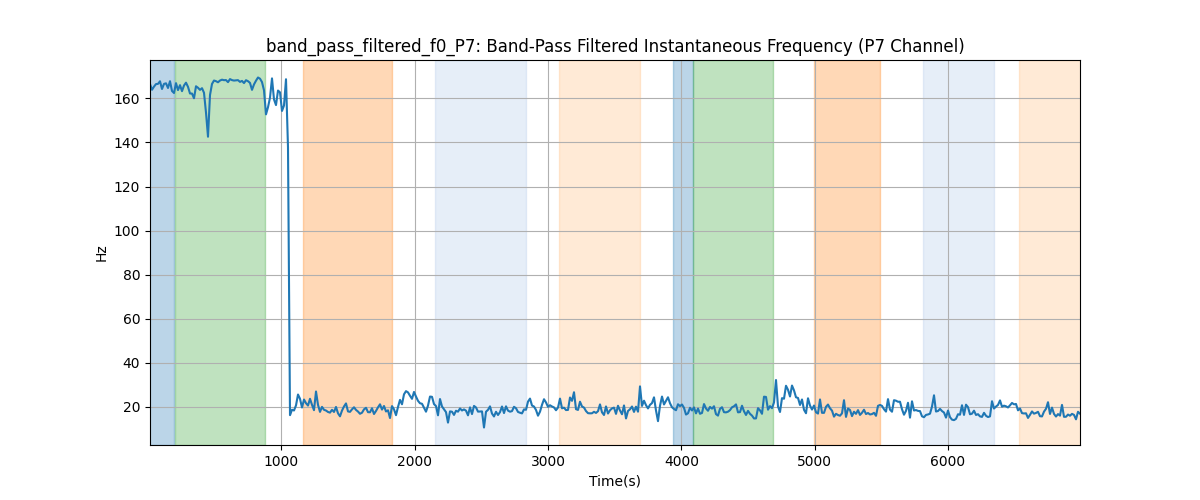 band_pass_filtered_f0_P7: Band-Pass Filtered Instantaneous Frequency (P7 Channel)
160
140
120
100
80
60
40
20
Hz
1000 2000 3000 4000 5000 6000
Time(s)